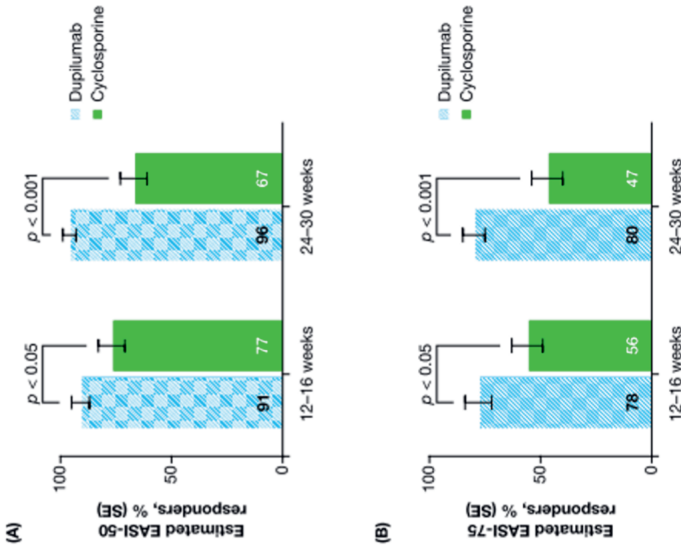 (A)
Estimated EASI-50
responders, % (SE)
100
50
0
p < 0.05
p < 0.001
91
77
96
67
12–16 weeks
24–30 weeks
Dupilumab
Cyclosporine
(B)
Estimated EASI-75
responders, % (SE)
100
50
0
p < 0.05
p < 0.001
78
56
80
47
12–16 weeks
24–30 weeks
Dupilumab
Cyclosporine